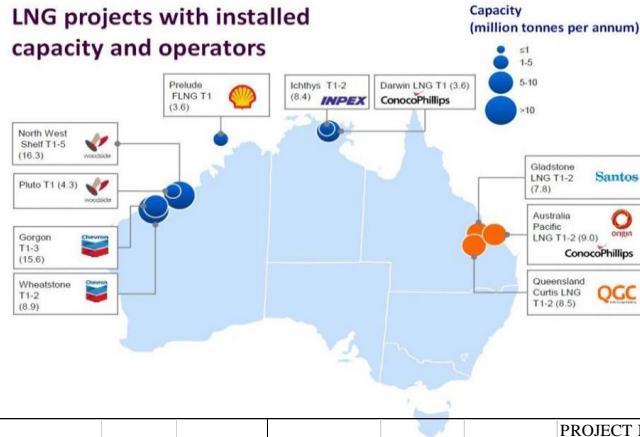 LNG projects with installed
capacity and operators
Capacity
(million tonnes per annum)
≤1
1-5
5-10
>10
Prelude
FLNG T1
(3.6)
Ichthys T1-2
(8.4)
INPEX
Darwin LNG T1 (3.6)
ConocoPhillips
North West
Shelf T1-5
(16.3)
woodside
Pluto T1 (4.3)
woodside
Gorgon
T1-3
(15.6)
Chevron
Wheatstone
T1-2
(8.9)
Chevron
Gladstone
LNG T1-2
(7.8)
Santos
Australia
Pacific
LNG T1-2 (9.0)
origin
ConocoPhillips
Queensland
Curtis LNG
T1-2 (8.5)
QGC
PROJECT